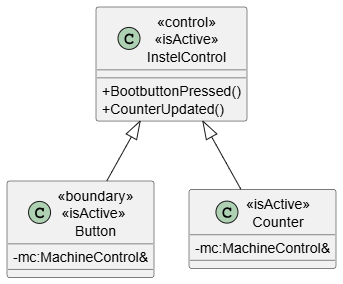 «control»
«isActive»
C
InstelControl
+BootbuttonPressed()
+CounterUpdated()
«boundary»
«isActive»
C
Button
-mc:MachineControl&
«isActive»
C
Counter
-mc:MachineControl&